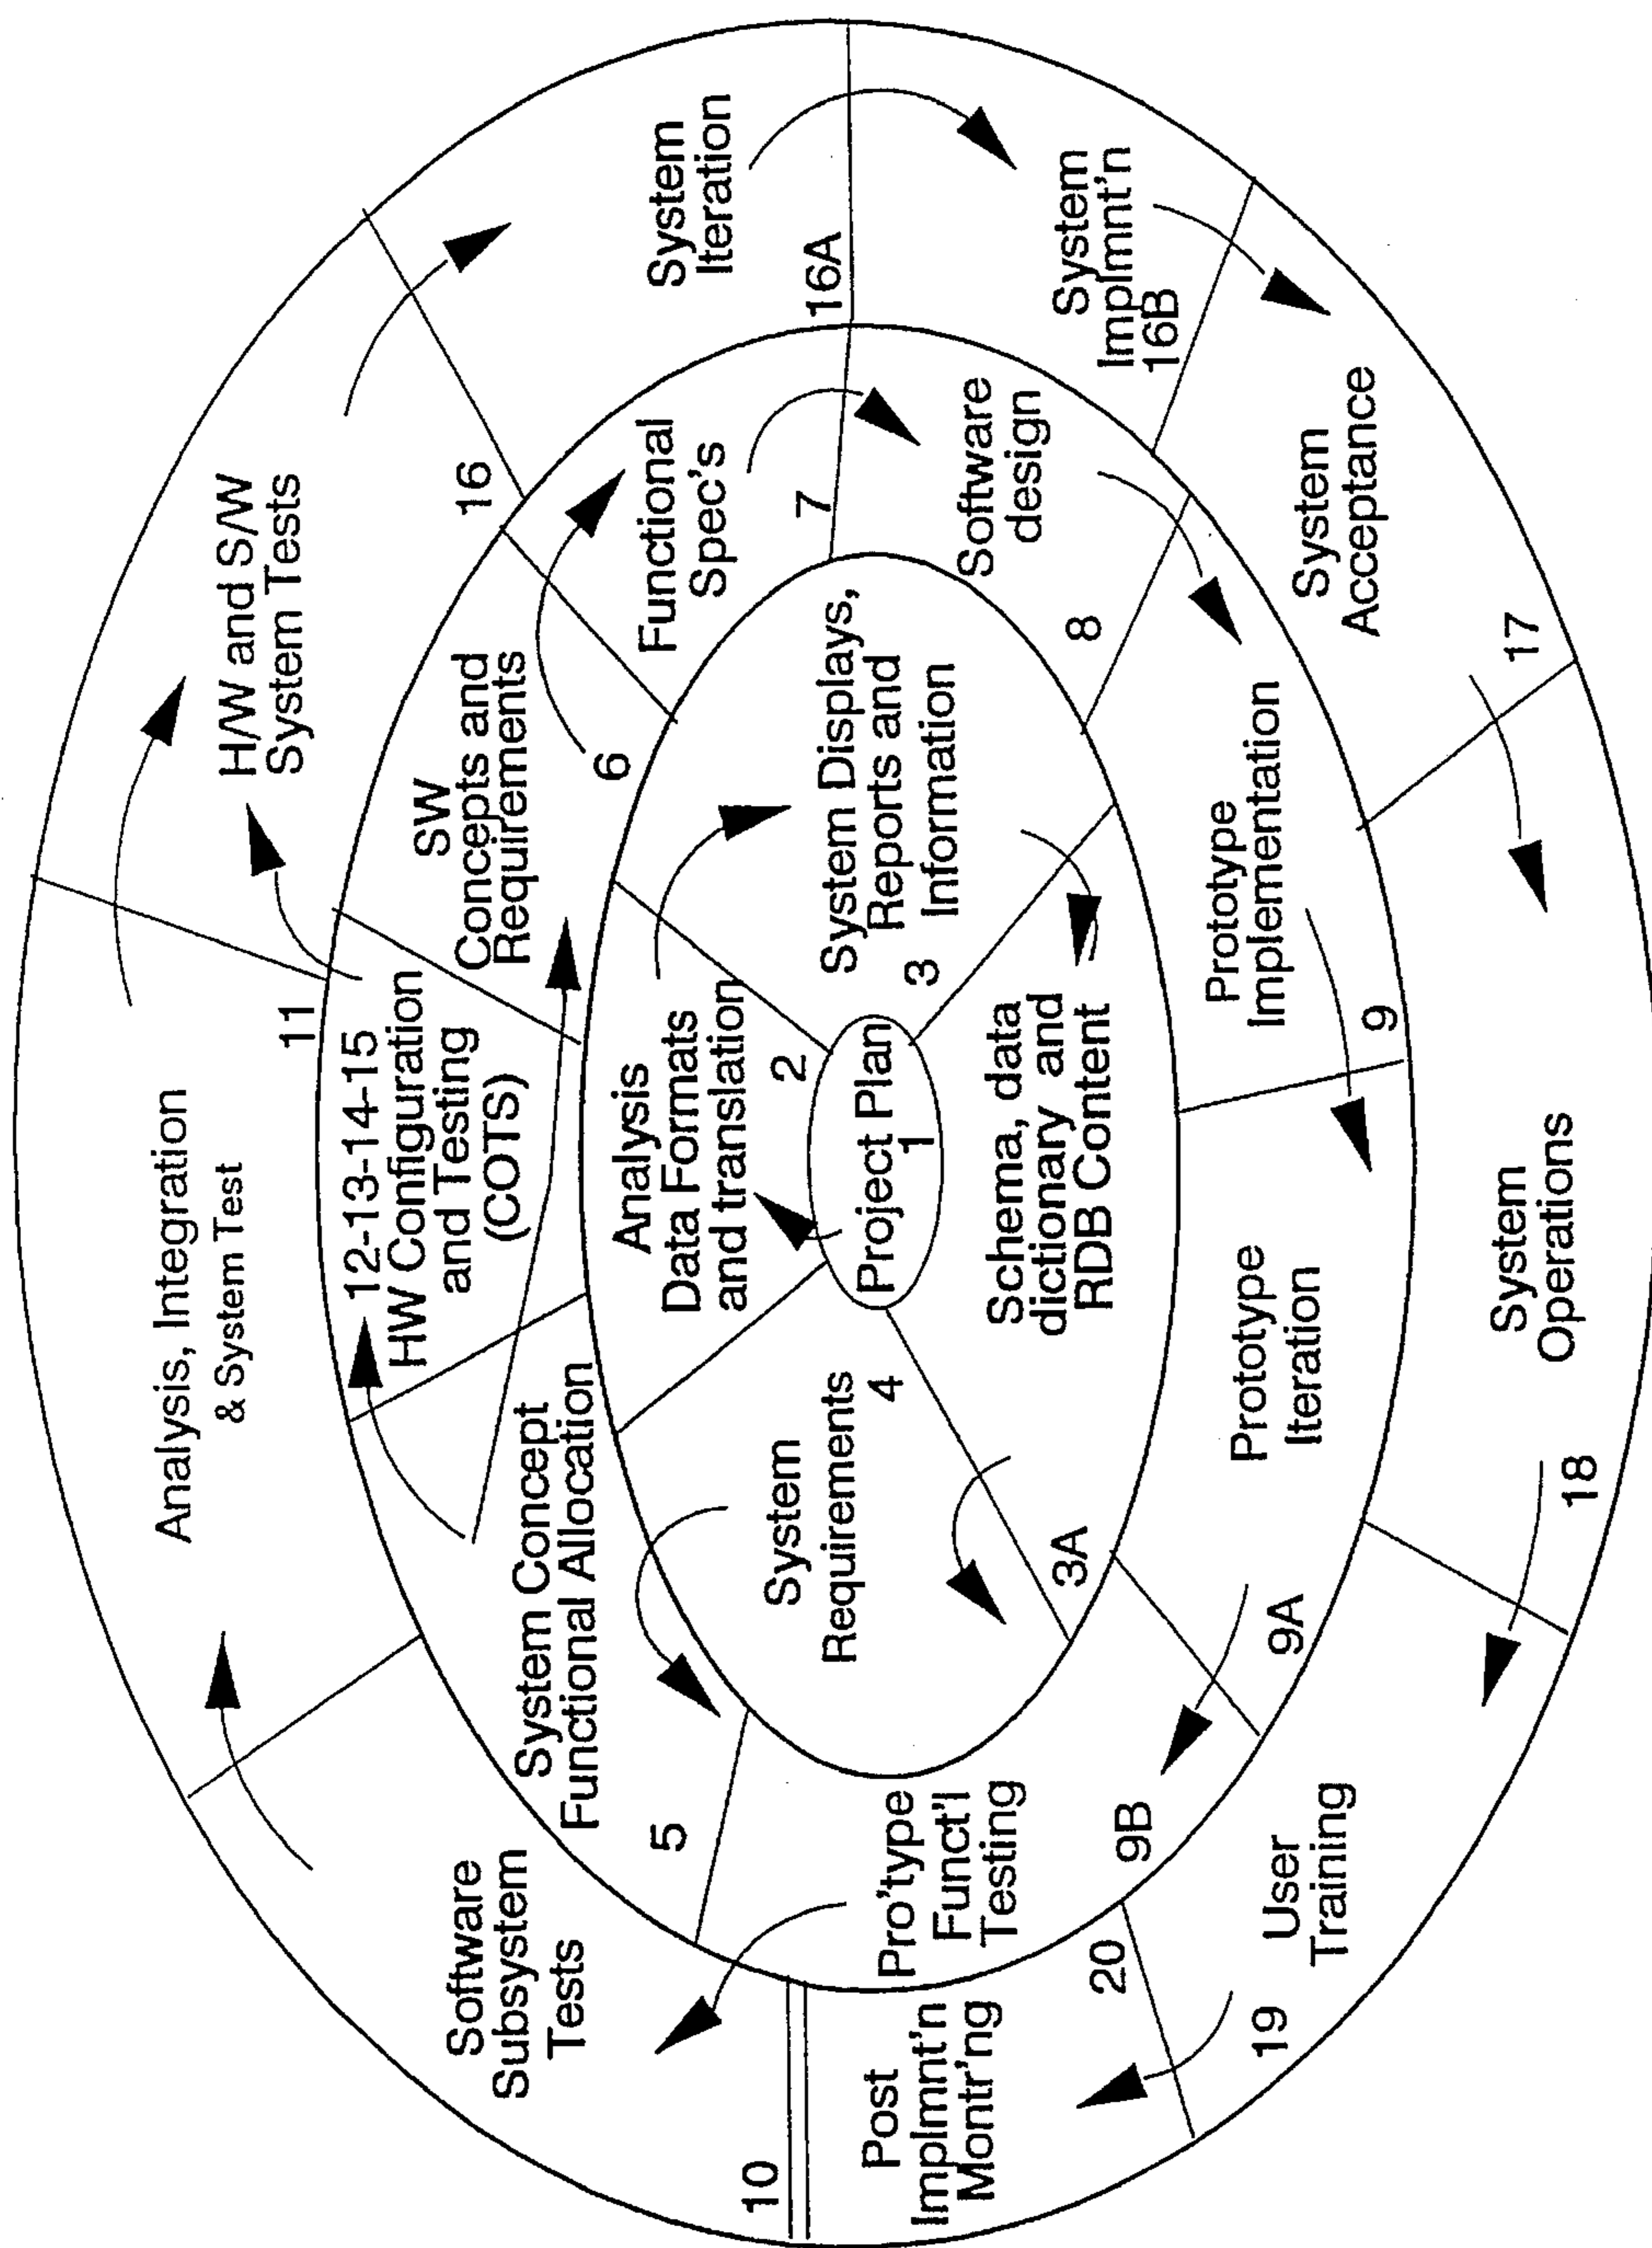 Analysis, Integration
& System Test
11
H/W and S/W
System Tests
16
System
Iteration
16A
System
Implmnt'n
16B
System
Acceptance
17
System
Operations
18
User
Training
19
20
Post
Implmnt'n
Montr'ng
10
Software
Subsystem
Tests
System Concept
Functional Allocation
5
12-13-14-15
HW Configuration
and Testing
(COTS)
SW
Concepts and
Requirements
6
Functional
Spec's
7
Software
design
8
Prototype
Implementation
9
Prototype
Iteration
9A
9B
Pro'type
Funct'l
Testing
Analysis
Data Formats
and translation
2
System Displays,
Reports and
Information
3
Schema, data
dictionary and
RDB Content
3A
System
Requirements
4
Project Plan
1